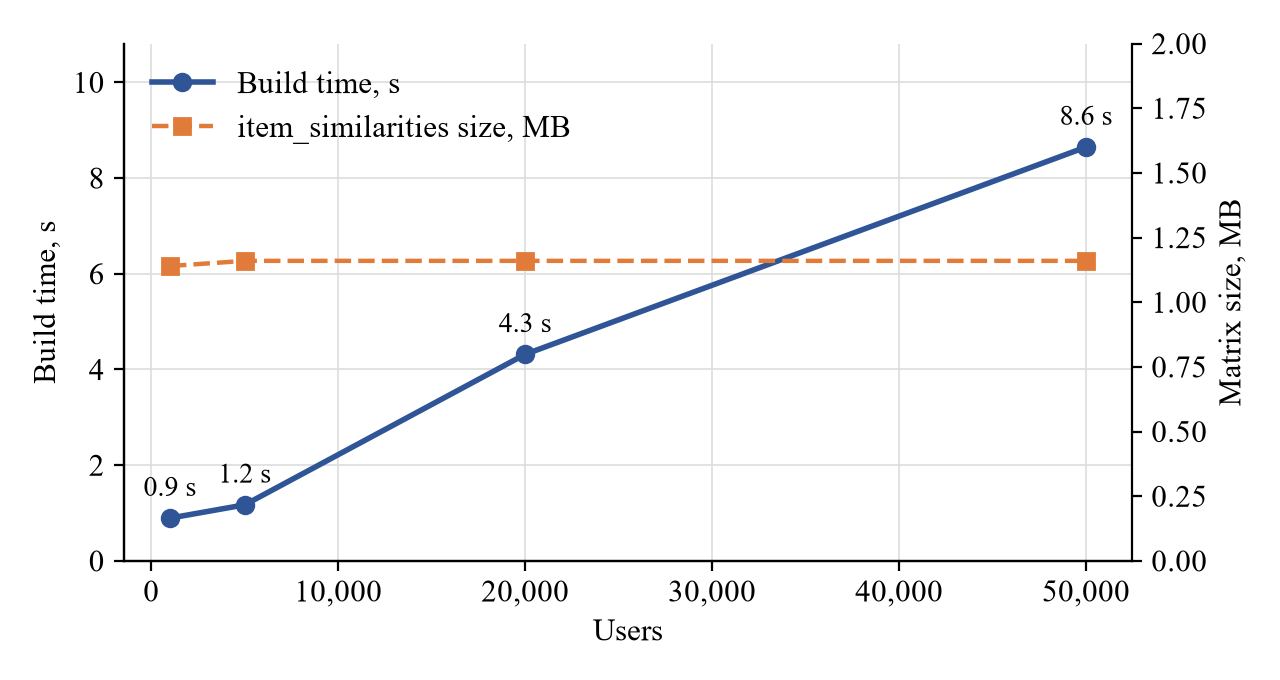 Build time, s
item_similarities size, MB
Build time, s
10
8
6
4
2
0
0.9 s
1.2 s
4.3 s
8.6 s
2.00
1.75
1.50
1.25
1.00
0.75
0.50
0.25
0.00
Matrix size, MB
0
10,000
20,000
30,000
40,000
50,000
Users